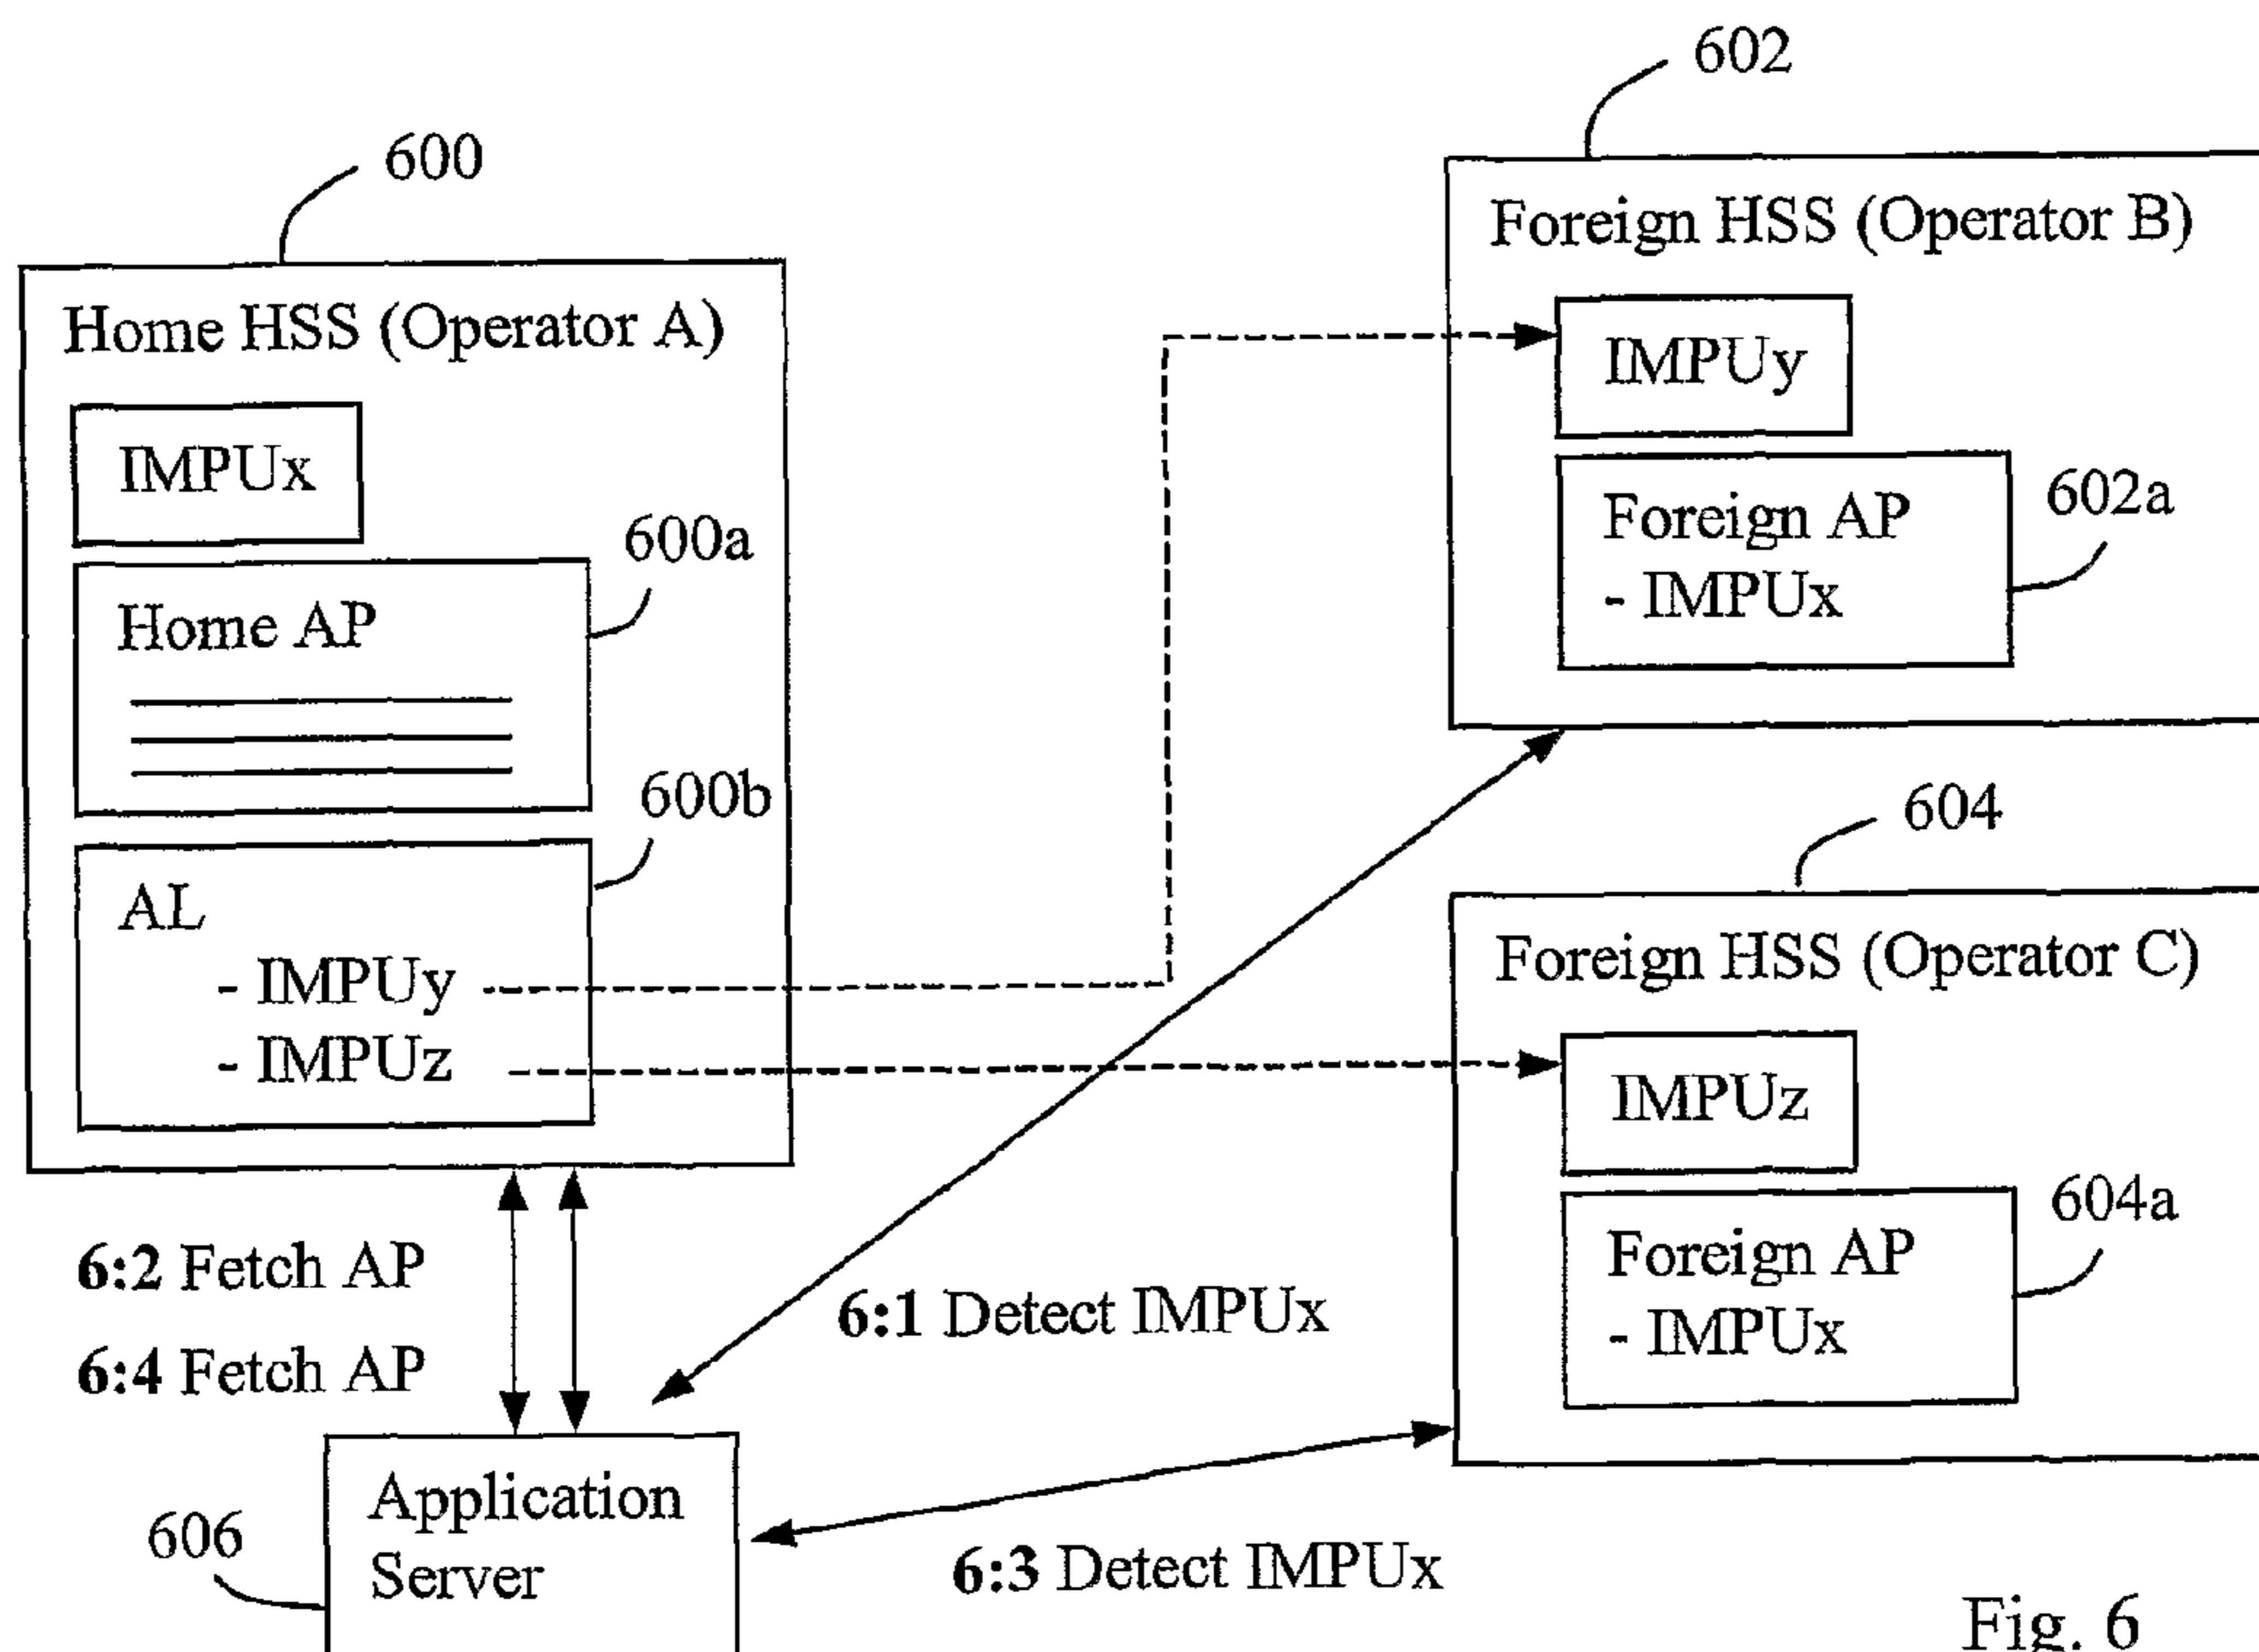 600
Home HSS (Operator A)
IMPUx
600a
Home AP
600b
AL
- IMPUy
- IMPUz
602
Foreign HSS (Operator B)
IMPUy
602a
Foreign AP
- IMPUx
604
Foreign HSS (Operator C)
IMPUz
604a
Foreign AP
- IMPUx
6:2 Fetch AP
6:4 Fetch AP
6:1 Detect IMPUx
606
Application
Server
6:3 Detect IMPUx
Fig. 6